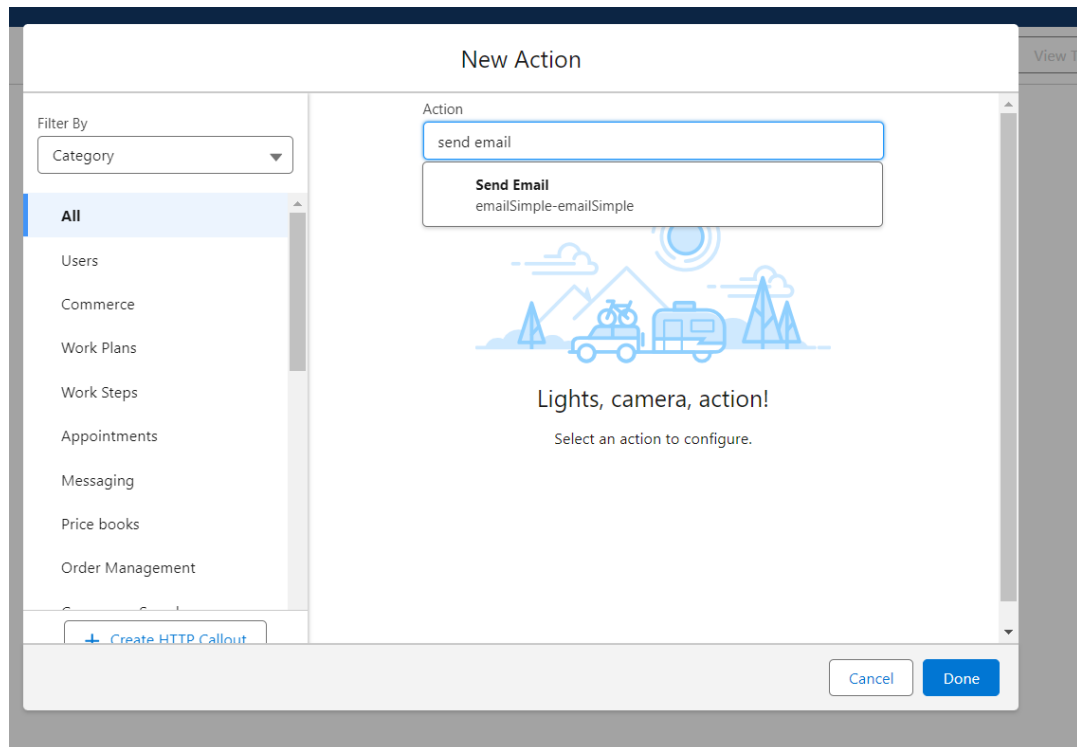 New Action
View T
Filter By
Category
All
Users
Commerce
Work Plans
Work Steps
Appointments
Messaging
Price books
Order Management
Create HTTP Callout
Action
send email
Send Email
emailSimple-emailSimple
Lights, camera, action!
Select an action to configure.
Cancel
Done